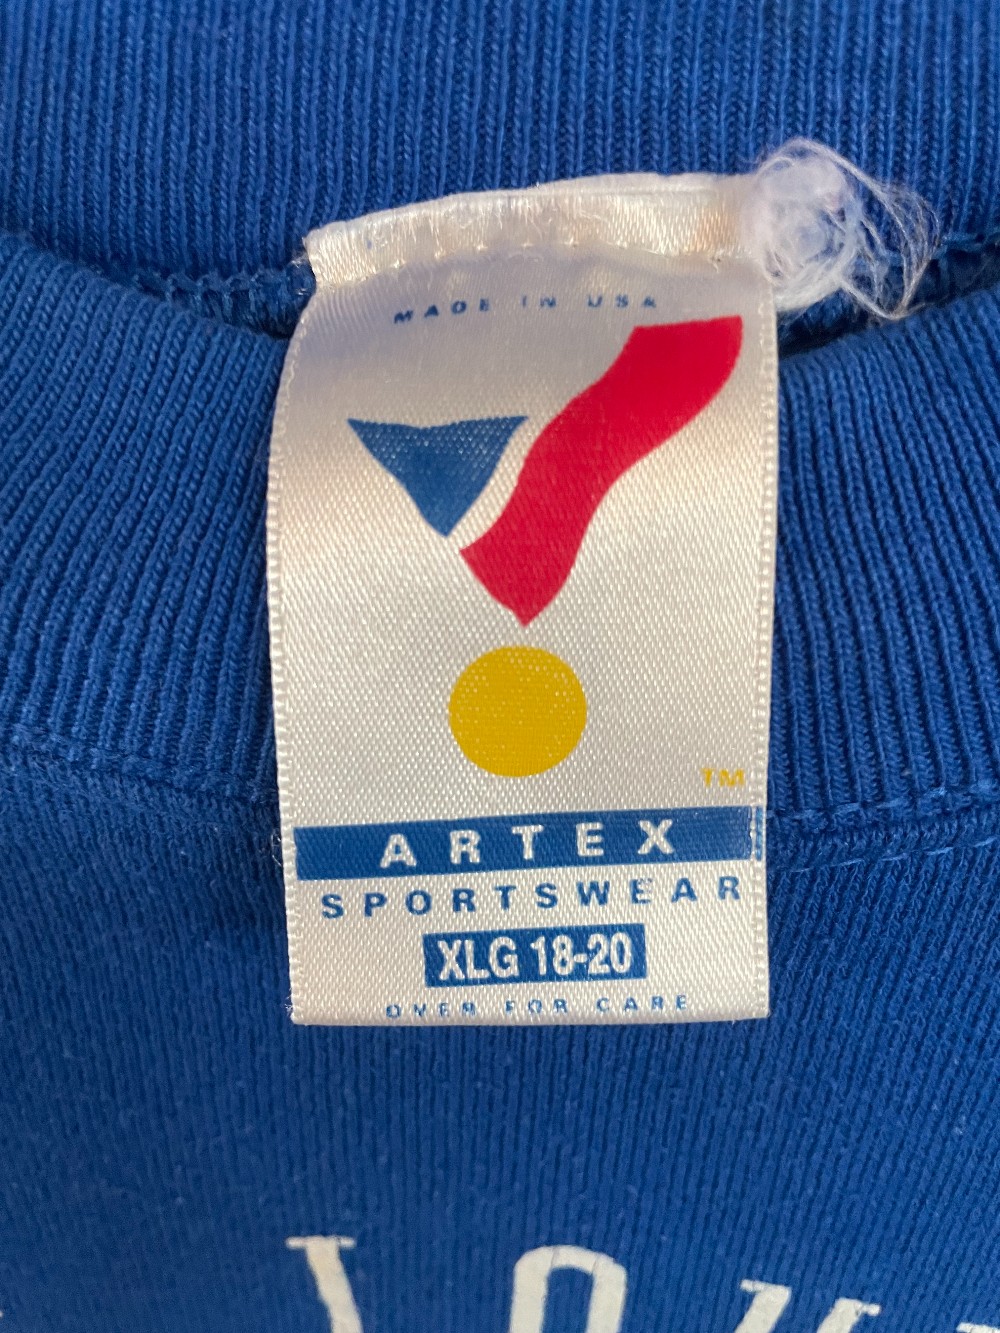 MADE IN USA
TM
ARTEX
SPORTSWEAR
XLG 18-20
OVER FOR CARE